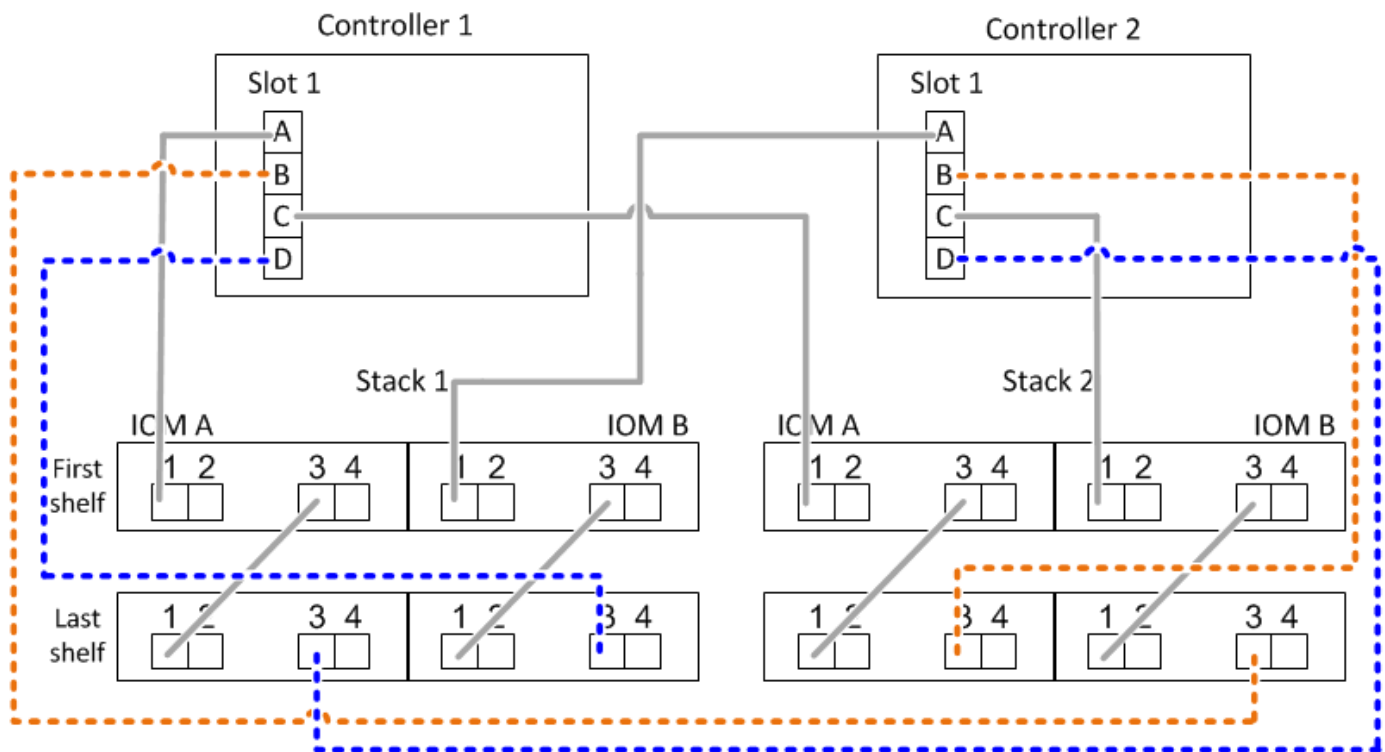 Controller 1
Controller 2
Slot 1
Slot 1
A
A
B
B
C
C
D
D
Stack 1
Stack 2
IOM A
IOM B
IOM A
IOM B
First
shelf
1 2
3 4
1 2
3 4
1 2
3 4
1 2
3 4
Last
shelf
1 2
3 4
1 2
3 4
1 2
3 4
1 2
3 4